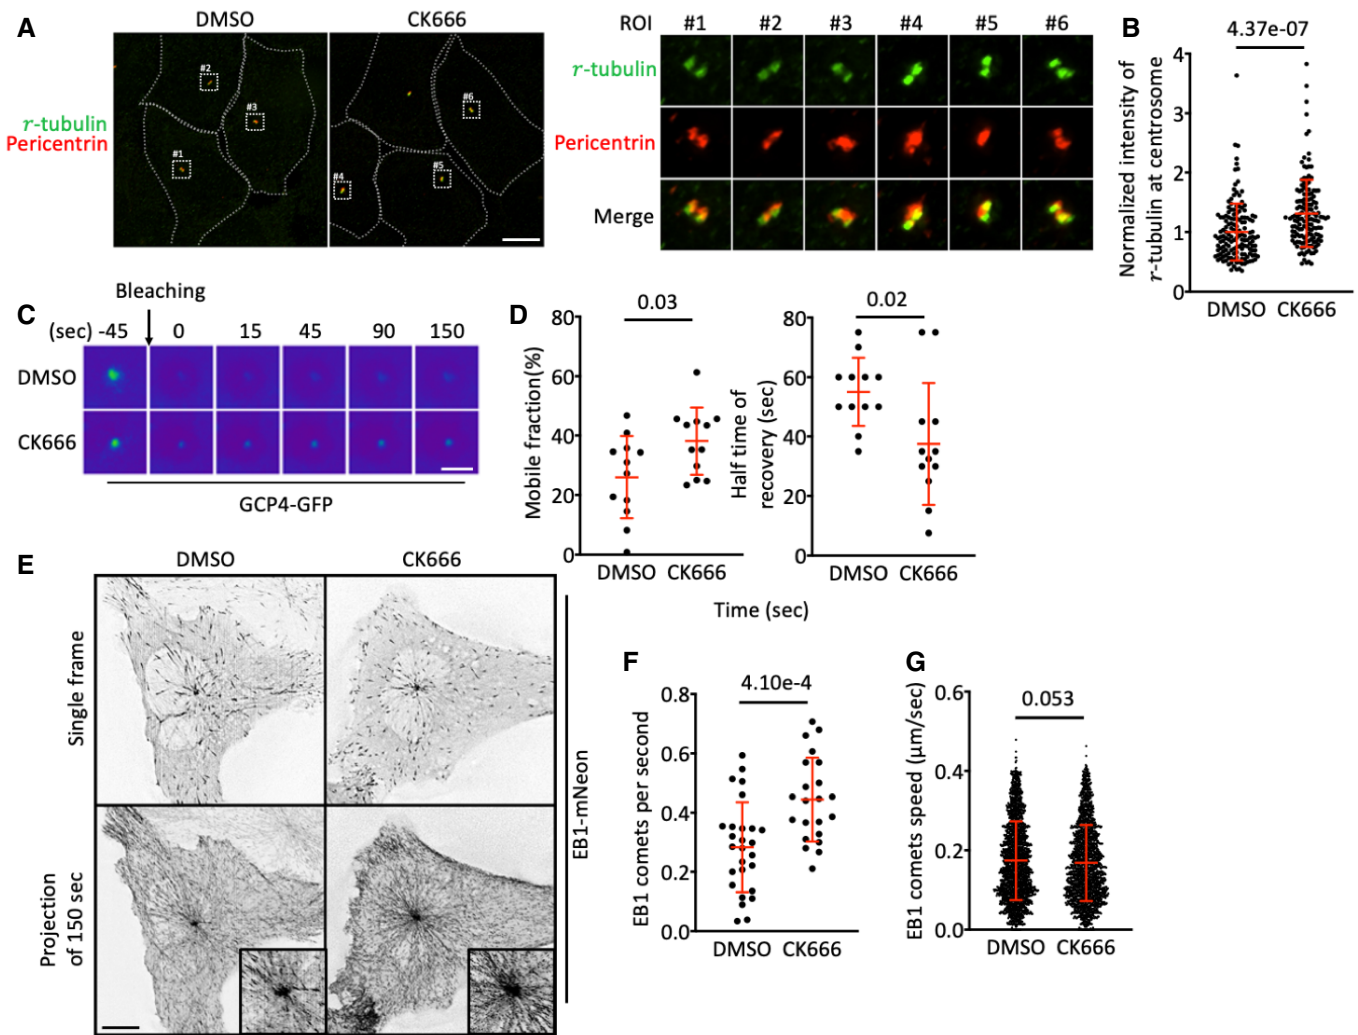 A
DMSO
CK666
r-tubulin
Pericentrin
#1
#2
#3
#4
#5
#6
ROI #1 #2 #3 #4 #5 #6
r-tubulin
Pericentrin
Merge
B
4.37e-07
Normalized intensity of
r-tubulin at centrosome
4
3
2
1
0
DMSO CK666
C
Bleaching
(sec) -45 0 15 45 90 150
DMSO
CK666
GCP4-GFP
D
0.03
Mobile fraction(%)
80
60
40
20
0
DMSO CK666
0.02
Half time of
recovery (sec)
80
60
40
20
0
DMSO CK666
Time (sec)
E
DMSO
CK666
Single frame
Projection
of 150 sec
EB1-mNeon
F
4.10e-4
EB1 comets per second
0.8
0.6
0.4
0.2
0.0
DMSO CK666
G
0.053
EB1 comets speed (µm/sec)
0.6
0.4
0.2
0.0
DMSO CK666